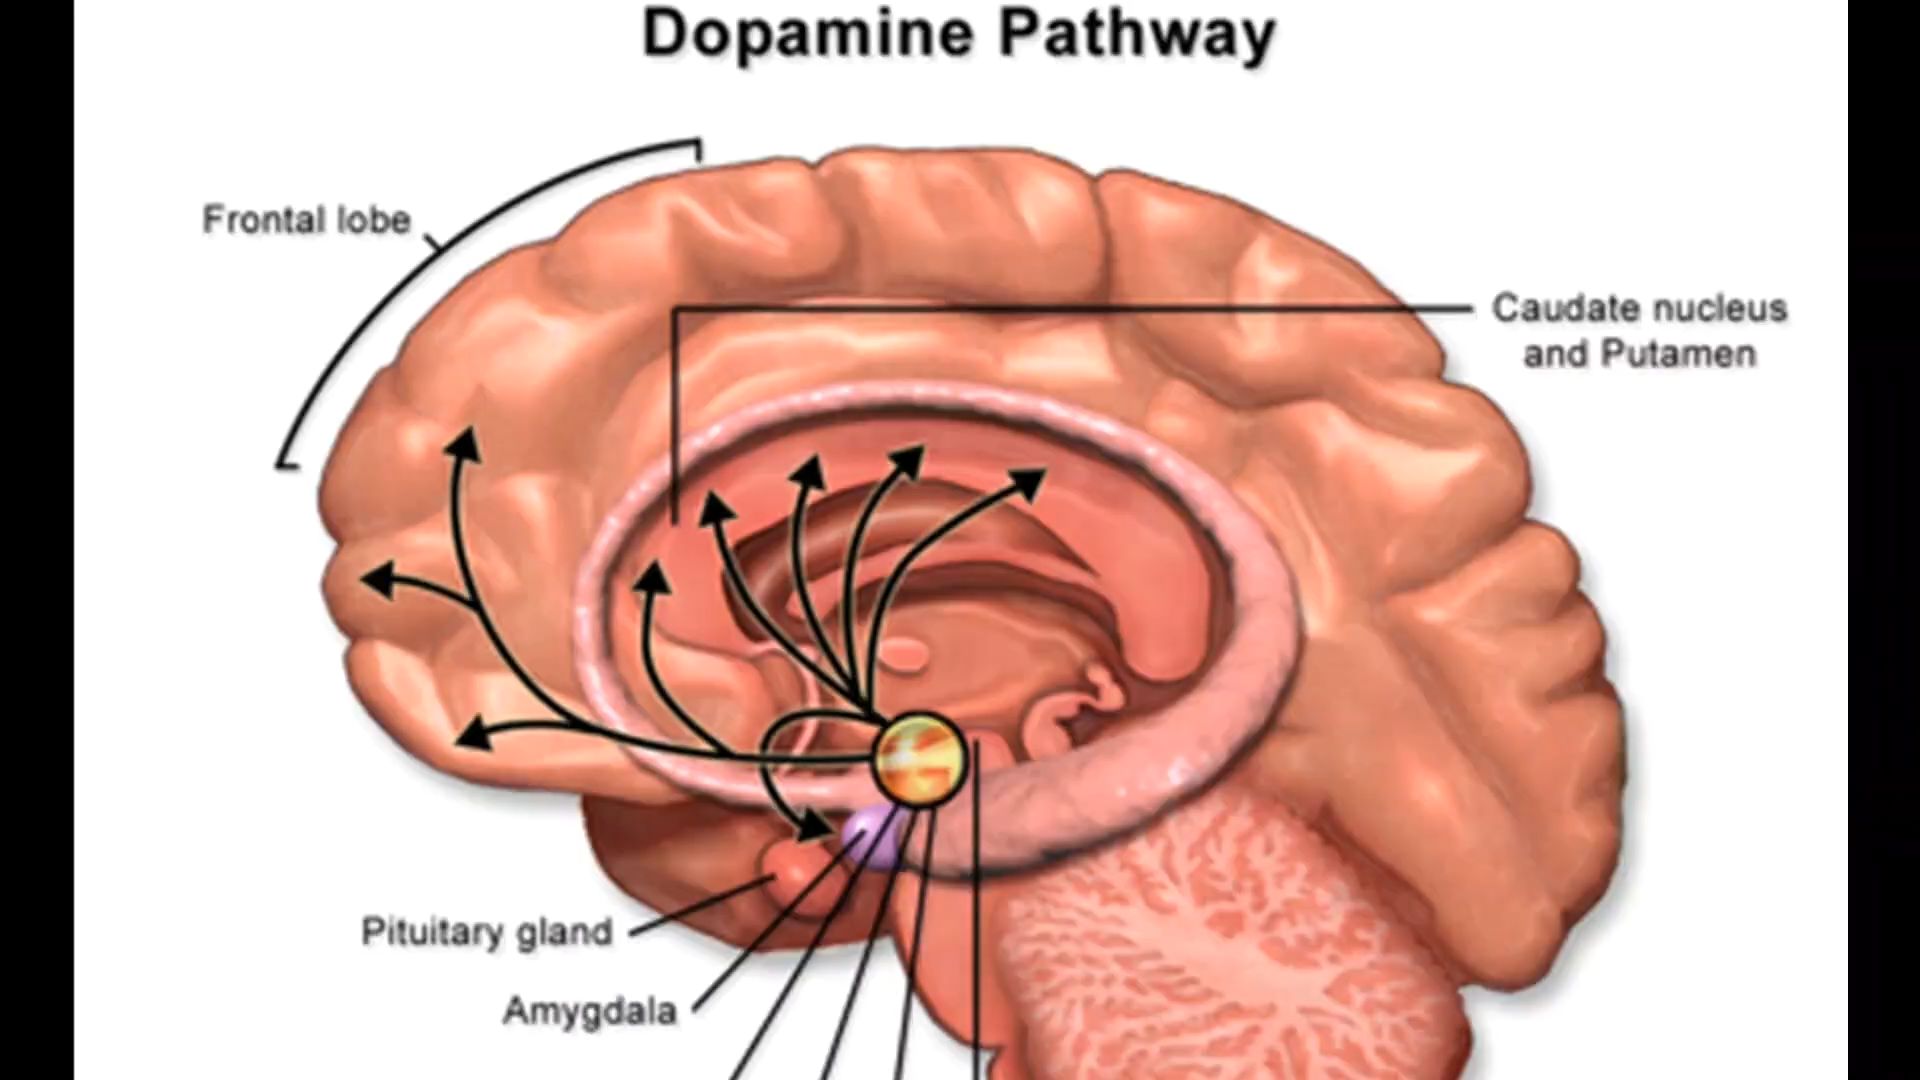 Dopamine Pathway
Frontal lobe
Caudate nucleus
and Putamen
Pituitary gland
Amygdala